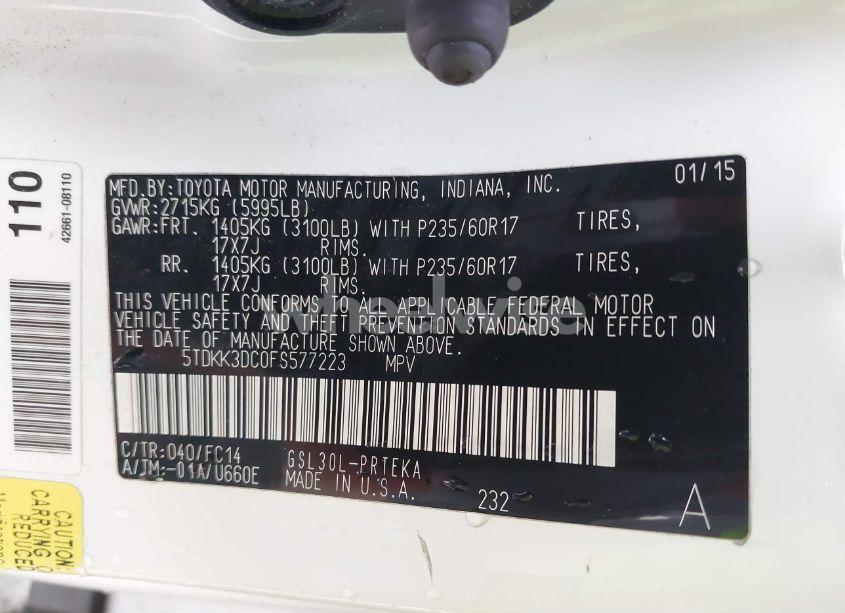 110
42661-08110
MFD.BY:TOYOTA MOTOR MANUFACTURING, INDIANA, INC. 01/15
GVWR:2715KG (5995LB)
GAWR:FRT. 1405KG (3100LB) WITH P235/60R17 TIRES,
17X7J RIMS.
RR. 1405KG (3100LB) WITH P235/60R17 TIRES,
17X7J RIMS.
THIS VEHICLE CONFORMS TO ALL APPLICABLE FEDERAL MOTOR
VEHICLE SAFETY AND THEFT PREVENTION STANDARDS IN EFFECT ON
THE DATE OF MANUFACTURE SHOWN ABOVE.
5TDKK3DC0FS577223 MPV
C/TR:040/FC14 GSL30L-PRTEKA
A/TM:-01A/U660E MADE IN U.S.A. 232 A
CAUTION
CARRYING
REDUCED